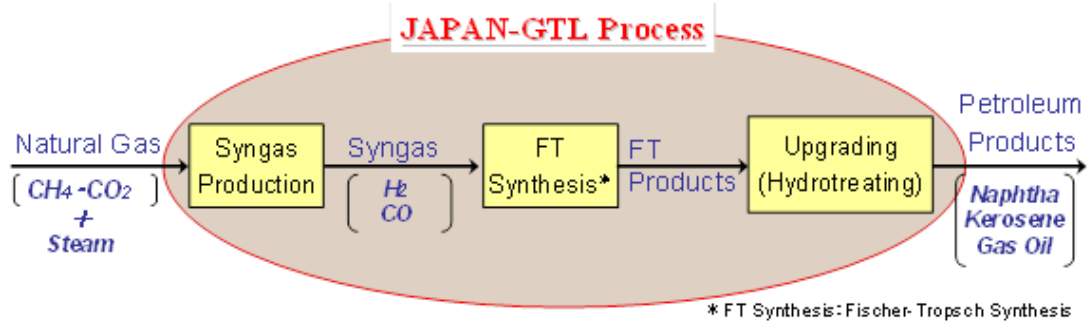 JAPAN-GTL Process
Natural Gas
CH4-CO2
+
Steam
Syngas
Production
Syngas
H2
CO
FT
Synthesis*
FT
Products
Upgrading
(Hydrotreating)
Petroleum
Products
Naphtha
Kerosene
Gas Oil
* FT Synthesis: Fischer-Tropsch Synthesis